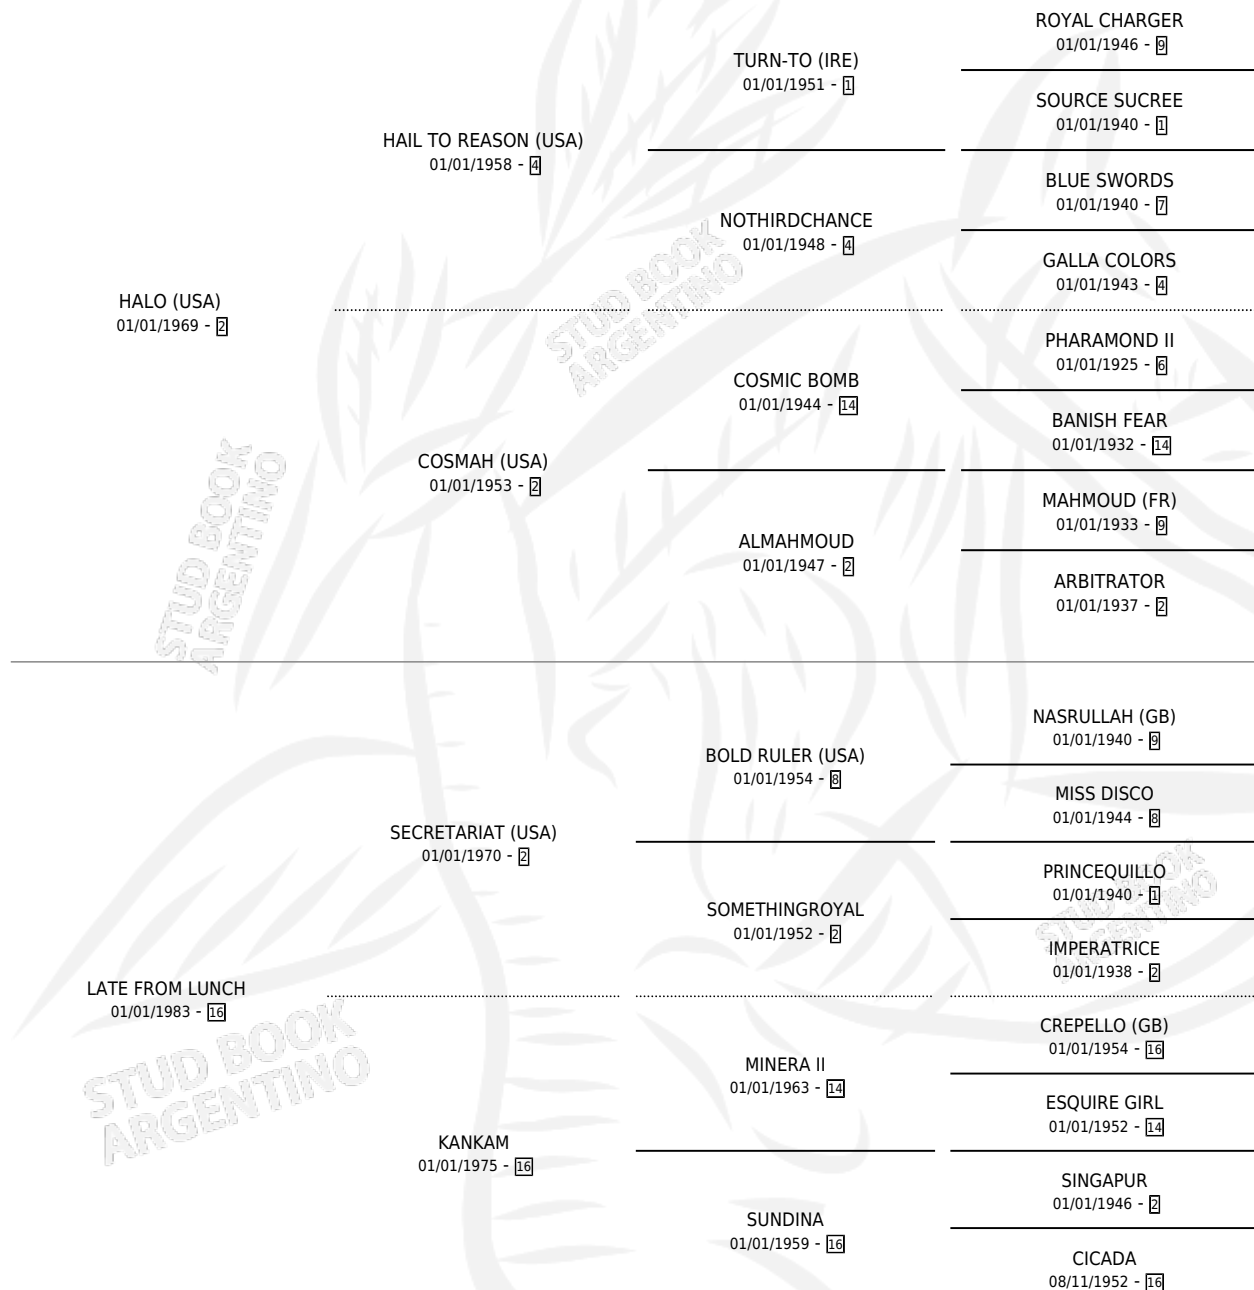 ROYAL CHARGER
01/01/1946 - 9
TURN-TO (IRE)
01/01/1951 - 1
SOURCE SUCREE
01/01/1940 - 1
HAIL TO REASON (USA)
01/01/1958 - 4
BLUE SWORDS
01/01/1940 - 7
NOTHIRDCHANCE
01/01/1948 - 4
GALLA COLORS
01/01/1943 - 4
HALO (USA)
01/01/1969 - 2
STUD BOOK
ARGENTINO
PHARAMOND II
01/01/1925 - 6
COSMIC BOMB
01/01/1944 - 14
BANISH FEAR
01/01/1932 - 14
COSMAH (USA)
01/01/1953 - 2
MAHMOUD (FR)
01/01/1933 - 9
ALMAHMOUD
01/01/1947 - 2
ARBITRATOR
01/01/1937 - 2
STUD BOOK
ARGENTINO
NASRULLAH (GB)
01/01/1940 - 9
BOLD RULER (USA)
01/01/1954 - 8
MISS DISCO
01/01/1944 - 8
SECRETARIAT (USA)
01/01/1970 - 2
PRINCEQUILLO
01/01/1940 - 1
SOMETHINGROYAL
01/01/1952 - 2
STUD BOOK
ARGENTINO
IMPERATRICE
01/01/1938 - 2
LATE FROM LUNCH
01/01/1983 - 16
STUD BOOK
ARGENTINO
CREPELLO (GB)
01/01/1954 - 16
MINERA II
01/01/1963 - 14
ESQUIRE GIRL
01/01/1952 - 14
KANKAM
01/01/1975 - 16
SINGAPUR
01/01/1946 - 2
SUNDINA
01/01/1959 - 16
CICADA
08/11/1952 - 16